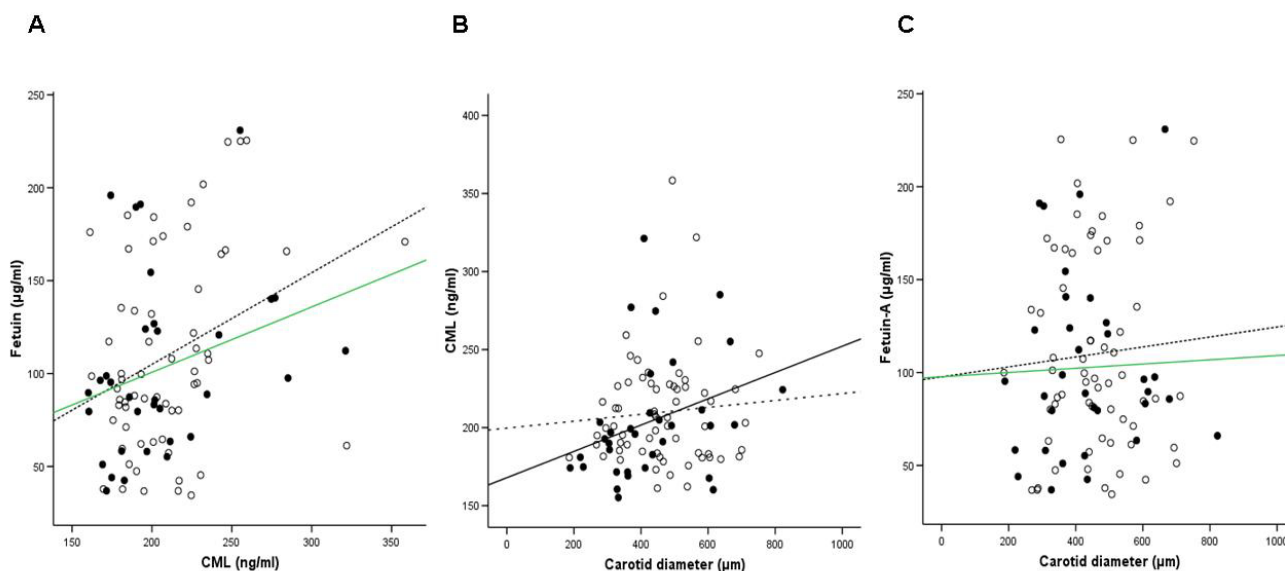 A
B
C
250
200
150
100
50
Fetuin (µg/ml)
150 200 250 300 350
CML (ng/ml)
400
350
300
250
200
150
CML (ng/ml)
0 200 400 600 800 1000
Carotid diameter (µm)
250
200
150
100
50
0
Fetuin-A (µg/ml)
0 200 400 600 800 1000
Carotid diameter (µm)